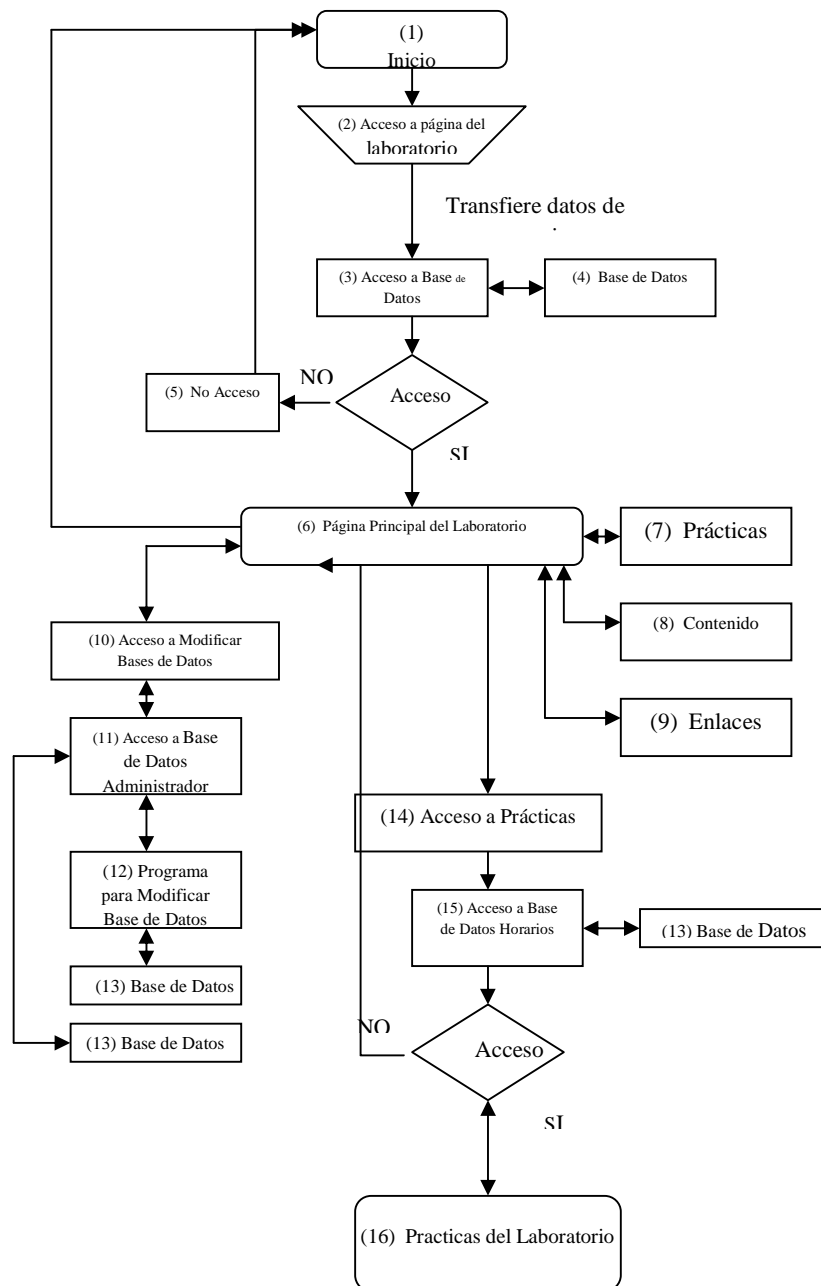 (1)
Inicio
(2) Acceso a página del
laboratorio
Transfiere datos de
(3) Acceso a Base de
Datos
(4) Base de Datos
Acceso
NO
(5) No Acceso
SI
(6) Página Principal del Laboratorio
(7) Prácticas
(8) Contenido
(9) Enlaces
(10) Acceso a Modificar
Bases de Datos
(11) Acceso a Base
de Datos
Administrador
(12) Programa
para Modificar
Base de Datos
(13) Base de Datos
(13) Base de Datos
(14) Acceso a Prácticas
(15) Acceso a Base
de Datos Horarios
(13) Base de Datos
NO
Acceso
SI
(16) Practicas del Laboratorio